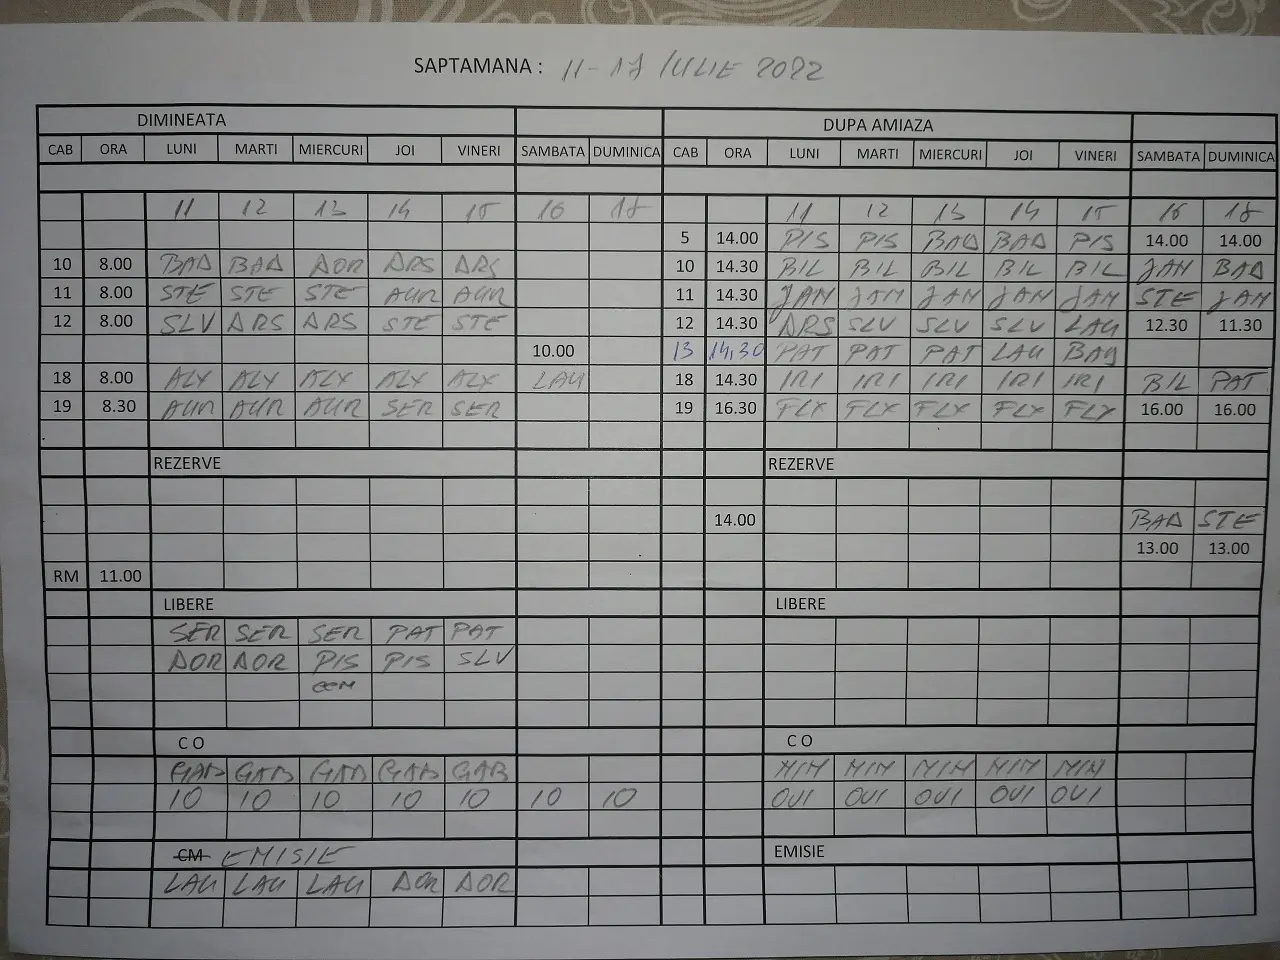 SAPTAMANA : 11-17 IULIE 2022
DIMINEATA DUPA AMIAZA
CAB ORA LUNI MARTI MIERCURI JOI VINERI SAMBATA DUMINICA CAB ORA LUNI MARTI MIERCURI JOI VINERI SAMBATA DUMINICA
11 12 13 14 15 16 17 11 12 13 14 15 16 17
5 14.00 PIS PIS BAD BAD PIS 14.00 14.00
10 8.00 BAD BAD ADR ARS ARS 10 14.30 BIL BIL BIL BIL BIL JAN BAD
11 8.00 STE STE STE AUR AUR 11 14.30 JAN JAN JAN JAN JAN STE JAN
12 8.00 SLV ARS ARS STE STE 12 14.30 ARS SLV SLV SLV LAU 12.30 11.30
10.00 13 14,30 PAT PAT PAT LAU BAD
18 8.00 ALX ALX ALX ALX ALX LAU 18 14.30 IRI IRI IRI IRI IRI BIL PAT
19 8.30 AUR AUR AUR SER SER 19 16.30 FLX FLX FLX FLX FLX 16.00 16.00
REZERVE REZERVE
14.00 BAD STE
13.00 13.00
RM 11.00
LIBERE LIBERE
SER SER SER PAT PAT
ADR ADR PIS PIS SLV
C O C O
GAB GAB GAB GAB GAB MIH MIH MIH MIH MIH
10 10 10 10 10 10 10 OVI OVI OVI OVI OVI
CM EMISIE EMISIE
LAU LAU LAU ADR ADR